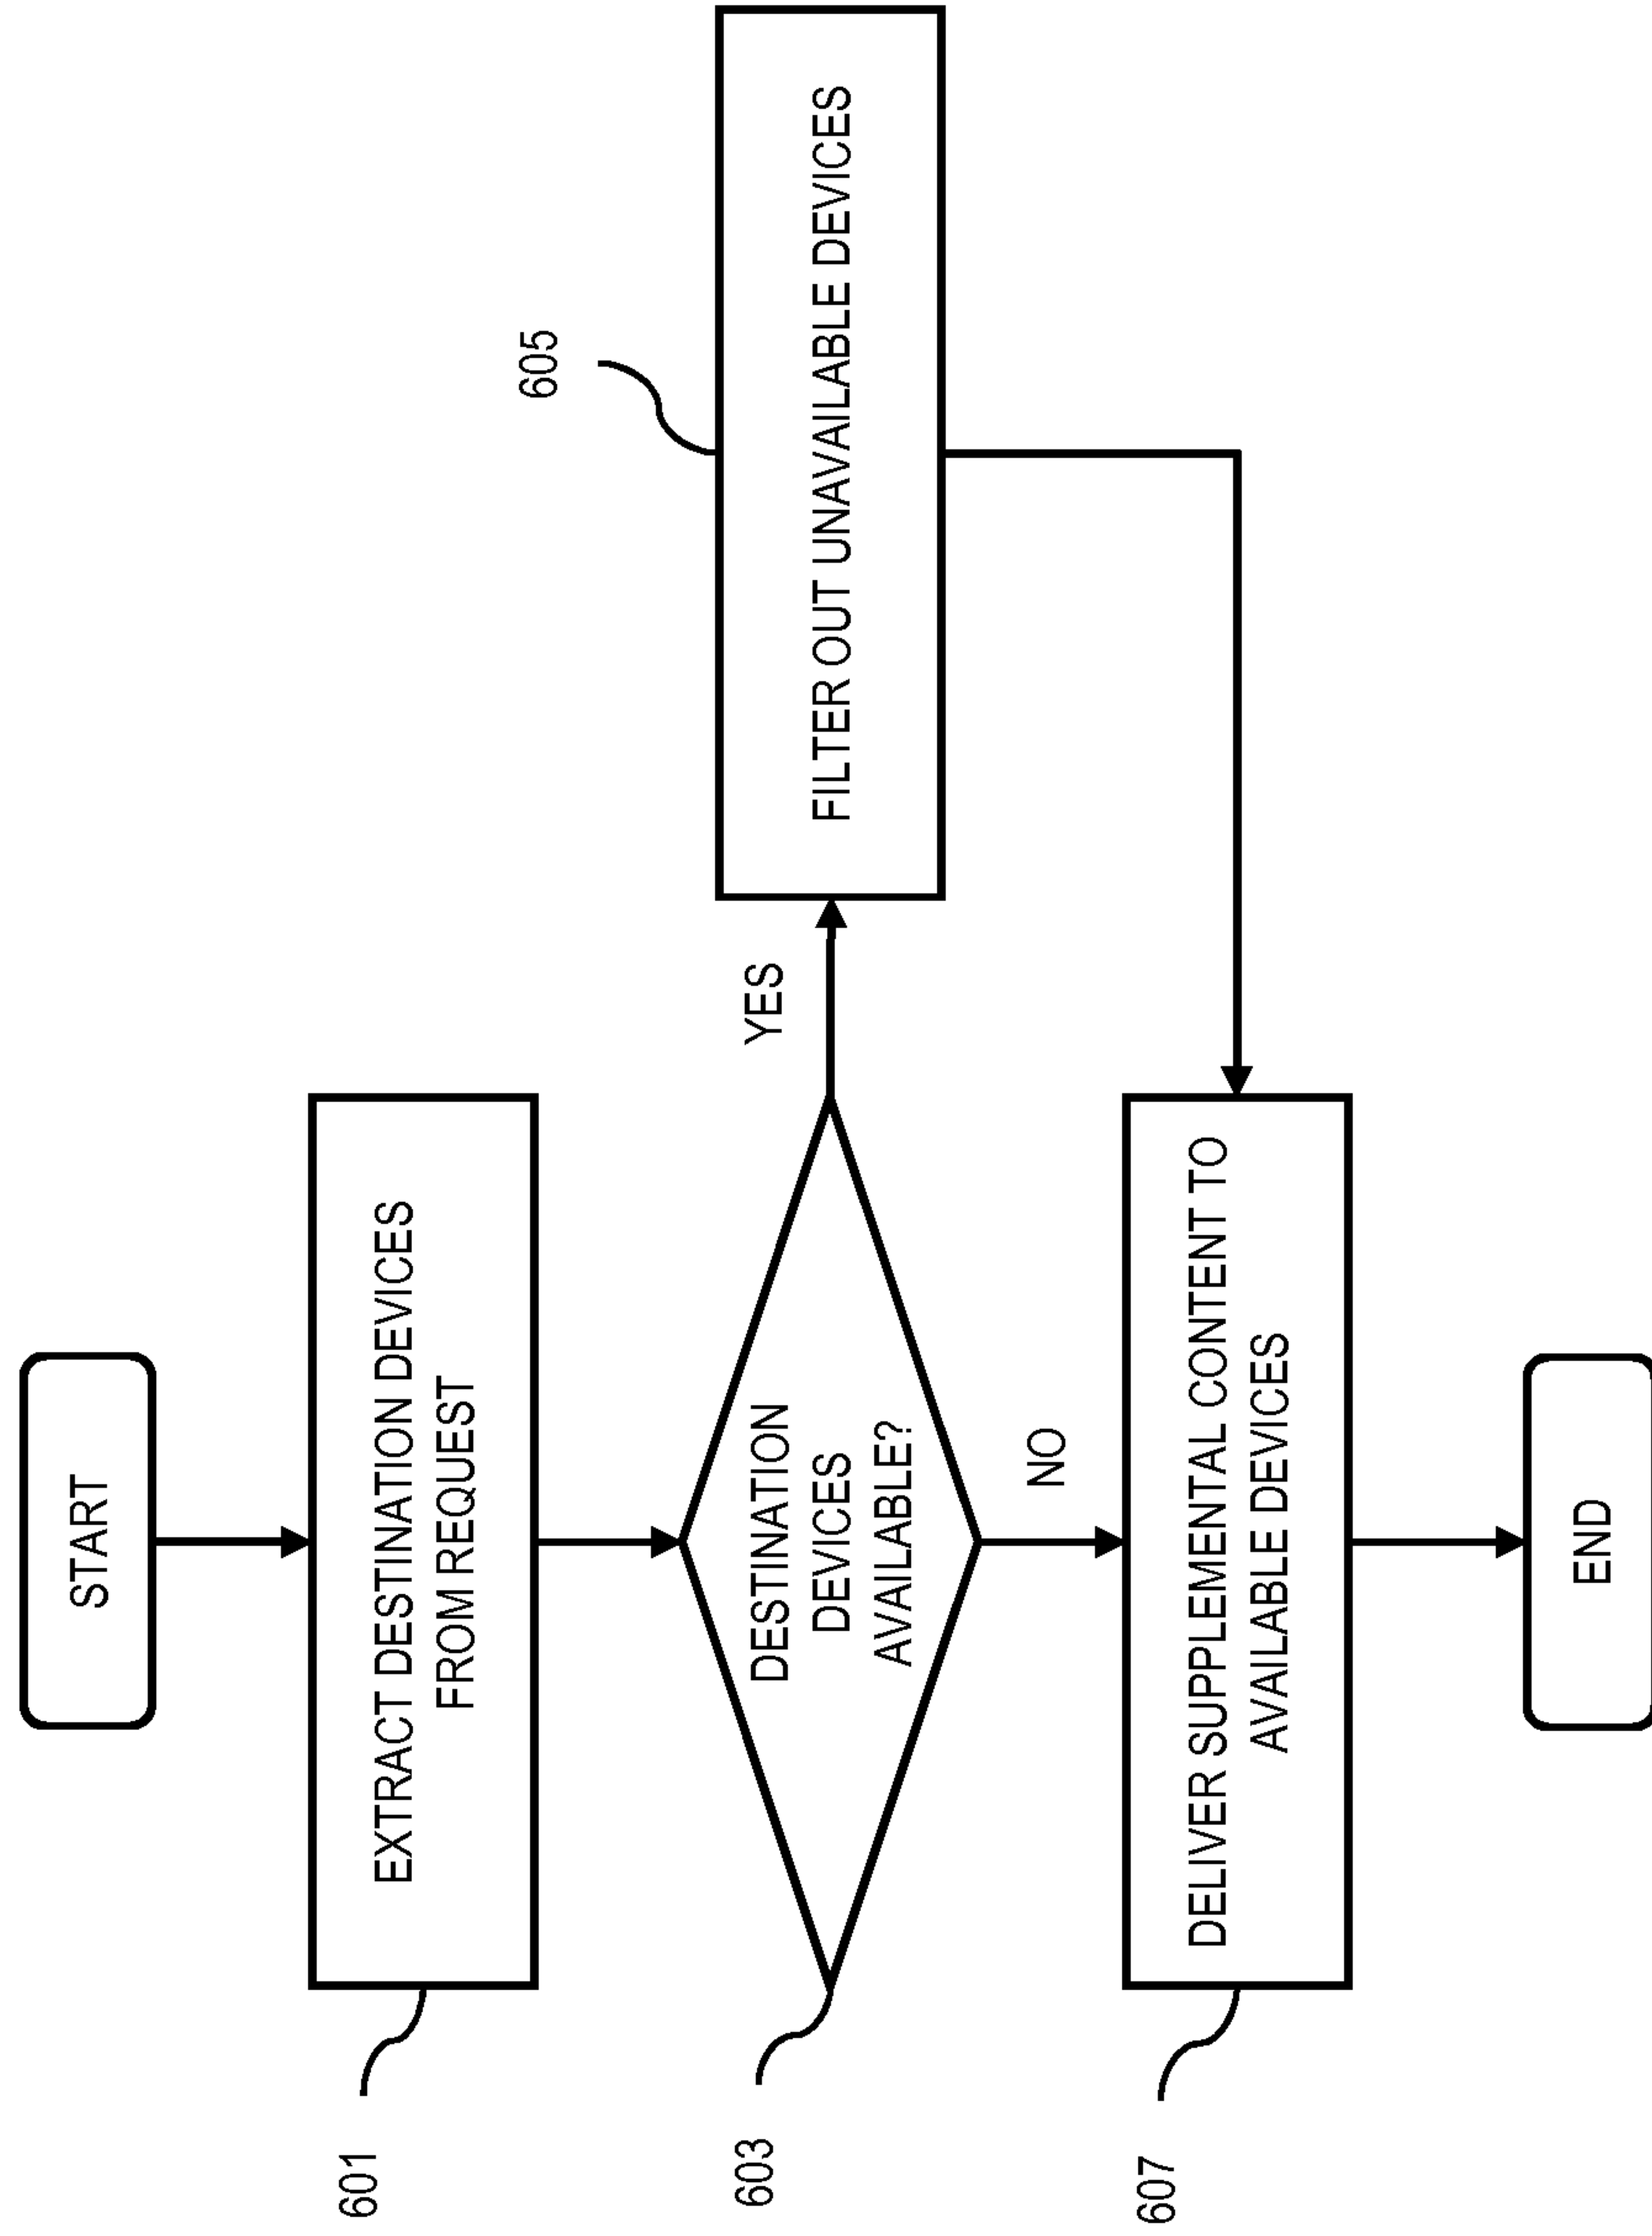 START
601
EXTRACT DESTINATION DEVICES
FROM REQUEST
603
DESTINATION
DEVICES
AVAILABLE?
YES
605
FILTER OUT UNAVAILABLE DEVICES
NO
607
DELIVER SUPPLEMENTAL CONTENT TO
AVAILABLE DEVICES
END